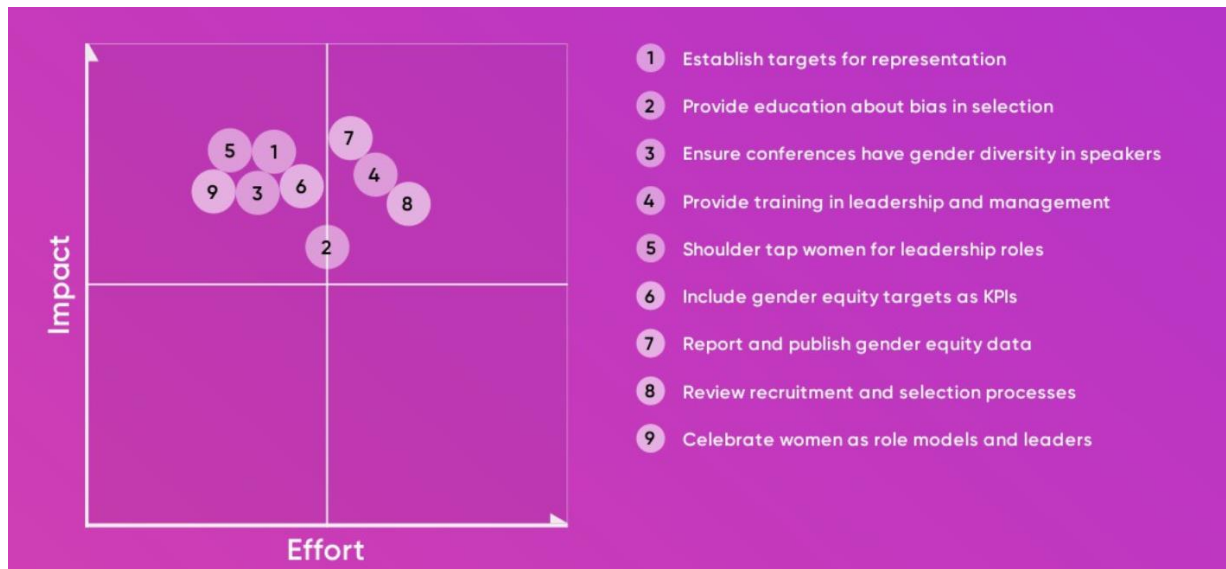 Impact
Effort
5
1
7
9
3
6
4
8
2
1 Establish targets for representation
2 Provide education about bias in selection
3 Ensure conferences have gender diversity in speakers
4 Provide training in leadership and management
5 Shoulder tap women for leadership roles
6 Include gender equity targets as KPIs
7 Report and publish gender equity data
8 Review recruitment and selection processes
9 Celebrate women as role models and leaders